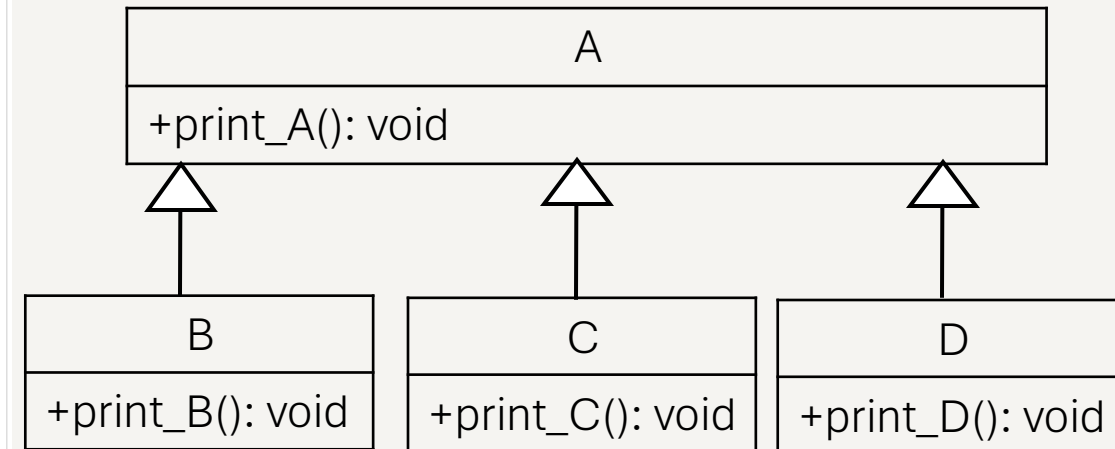 A
+print_A(): void
B
C
D
+print_B(): void
+print_C(): void
+print_D(): void